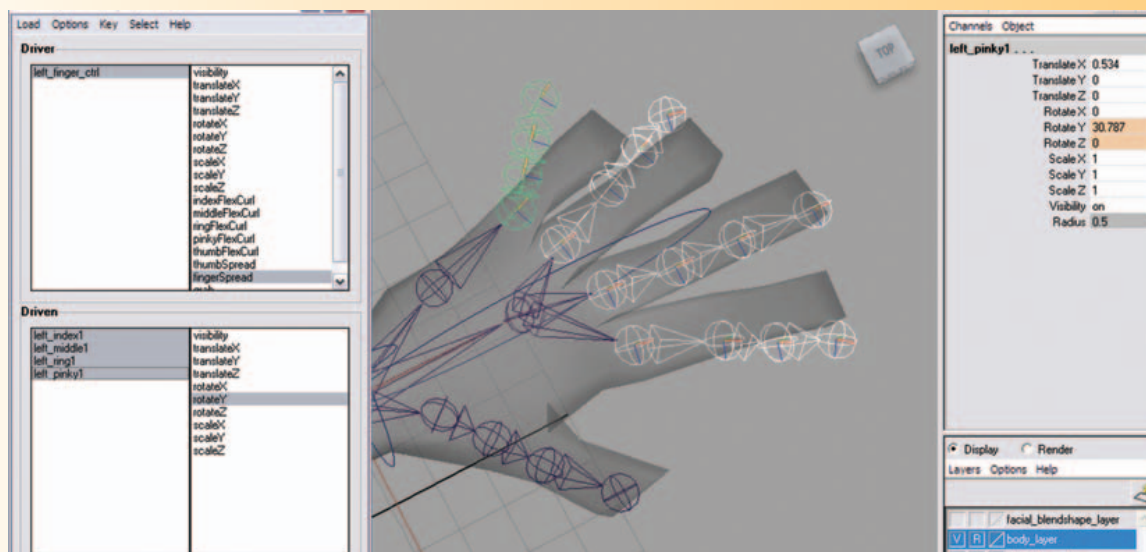 Load Options Key Select Help
Driver
left_finger_ctrl
visibility
translateX
translateY
translateZ
rotateX
rotateY
rotateZ
scaleX
scaleY
scaleZ
indexFlexCurl
middleFlexCurl
ringFlexCurl
pinkyFlexCurl
thumbFlexCurl
thumbSpread
fingerSpread
Driven
left_index1
left_middle1
left_ring1
left_pinky1
visibility
translateX
translateY
translateZ
rotateX
rotateY
rotateZ
scaleX
scaleY
scaleZ
TOP
Channels Object
left_pinky1 . . .
Translate X 0.534
Translate Y 0
Translate Z 0
Rotate X 0
Rotate Y 30.787
Rotate Z 0
Scale X 1
Scale Y 1
Scale Z 1
Visibility on
Radius 0.5
Display Render
Layers Options Help
facial_blendshape_layer
V R body_layer